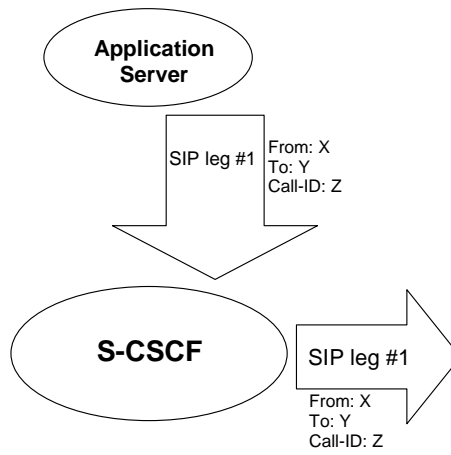 Application
Server
SIP leg #1
From: X
To: Y
Call-ID: Z
S-CSCF
SIP leg #1
From: X
To: Y
Call-ID: Z